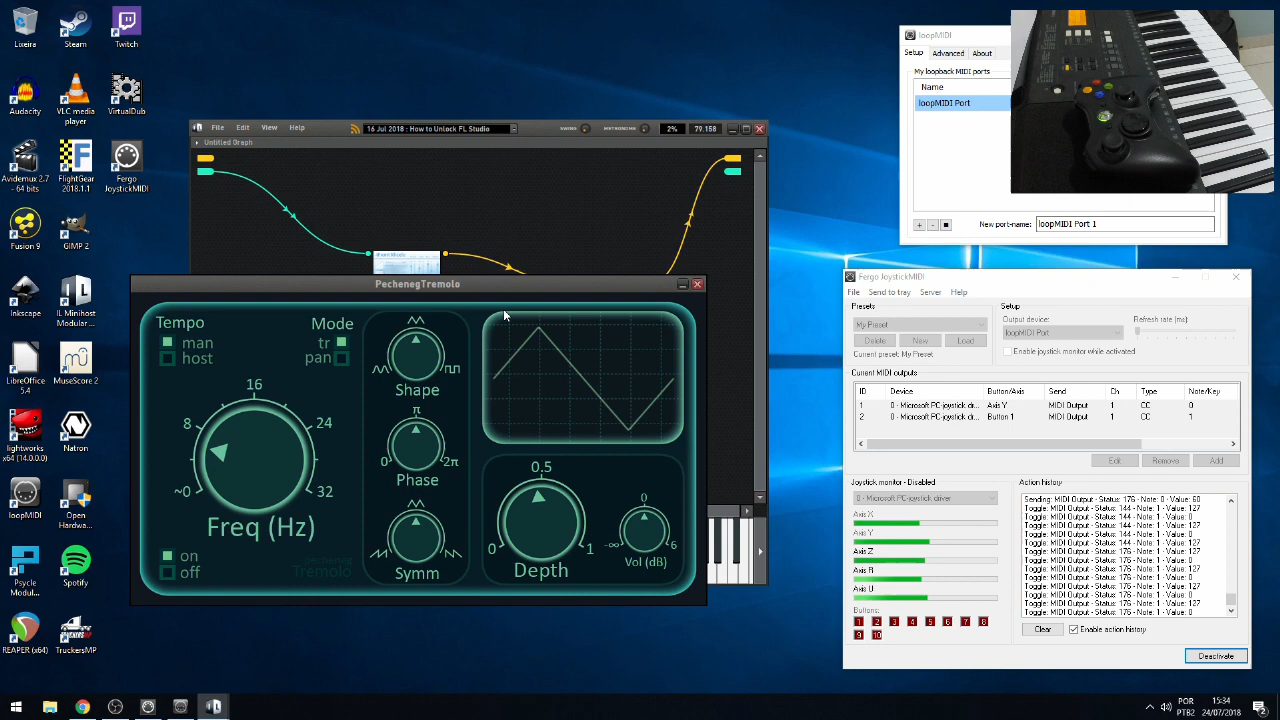 Lixeira
Steam
Twitch
Audacity
VLC media
player
VirtualDub
Avidemux 2.7
- 64 bits
FlightGear
2018.1.1
Fergo
JoystickMIDI
Fusion 9
GIMP 2
Inkscape
IL Minihost
Modular ...
LibreOffice
5.4
MuseScore 2
lightworks
x64 (14.0.0.0)
Natron
loopMIDI
Open
Hardwa...
Psycle
Modul...
Spotify
REAPER (x64)
TruckersMP
File Edit View Help
16 Jul 2018 : How to Unlock FL Studio
SWING
METRONOME
2%
79.158
Untitled Graph
PechenegTremolo
Tempo
man
host
Mode
tr
pan
16
8
24
~0
32
Freq (Hz)
on
off
pecheneg
Tremolo
Shape
π
0
2π
Phase
Symm
0.5
0
1
Depth
0
-∞
6
Vol (dB)
loopMIDI
Setup Advanced About
My loopback MIDI ports
Name
loopMIDI Port
+ -
New port-name:
loopMIDI Port 1
Fergo JoystickMIDI
File Send to tray Server Help
Presets
My Preset
Delete New Load
Current preset: My Preset
Setup
Output device:
loopMIDI Port
Refresh rate (ms):
Enable joystick monitor while activated
Current MIDI outputs
ID Device Button/Axis Send Ch Type Note/Key
1 0 - Microsoft PC-joystick dr... Axis Y MIDI Output 1 CC 0
2 0 - Microsoft PC-joystick dr... Button 1 MIDI Output 1 CC 1
Edit Remove Add
Joystick monitor - Disabled
0 - Microsoft PC-joystick driver
Axis X
Axis Y
Axis Z
Axis R
Axis U
Buttons:
1 2 3 4 5 6 7 8
9 10
Action history
Sending: MIDI Output - Status: 176 - Note: 0 - Value: 60
Toggle: MIDI Output - Status: 144 - Note: 1 - Value: 127
Toggle: MIDI Output - Status: 144 - Note: 1 - Value: 0
Toggle: MIDI Output - Status: 144 - Note: 1 - Value: 127
Toggle: MIDI Output - Status: 144 - Note: 1 - Value: 0
Toggle: MIDI Output - Status: 176 - Note: 1 - Value: 127
Toggle: MIDI Output - Status: 176 - Note: 1 - Value: 0
Toggle: MIDI Output - Status: 176 - Note: 1 - Value: 127
Toggle: MIDI Output - Status: 176 - Note: 1 - Value: 0
Toggle: MIDI Output - Status: 176 - Note: 1 - Value: 127
Toggle: MIDI Output - Status: 176 - Note: 1 - Value: 0
Toggle: MIDI Output - Status: 176 - Note: 1 - Value: 127
Toggle: MIDI Output - Status: 176 - Note: 1 - Value: 0
Clear
Enable action history
Deactivate
POR
PTB2
15:34
24/07/2018
2